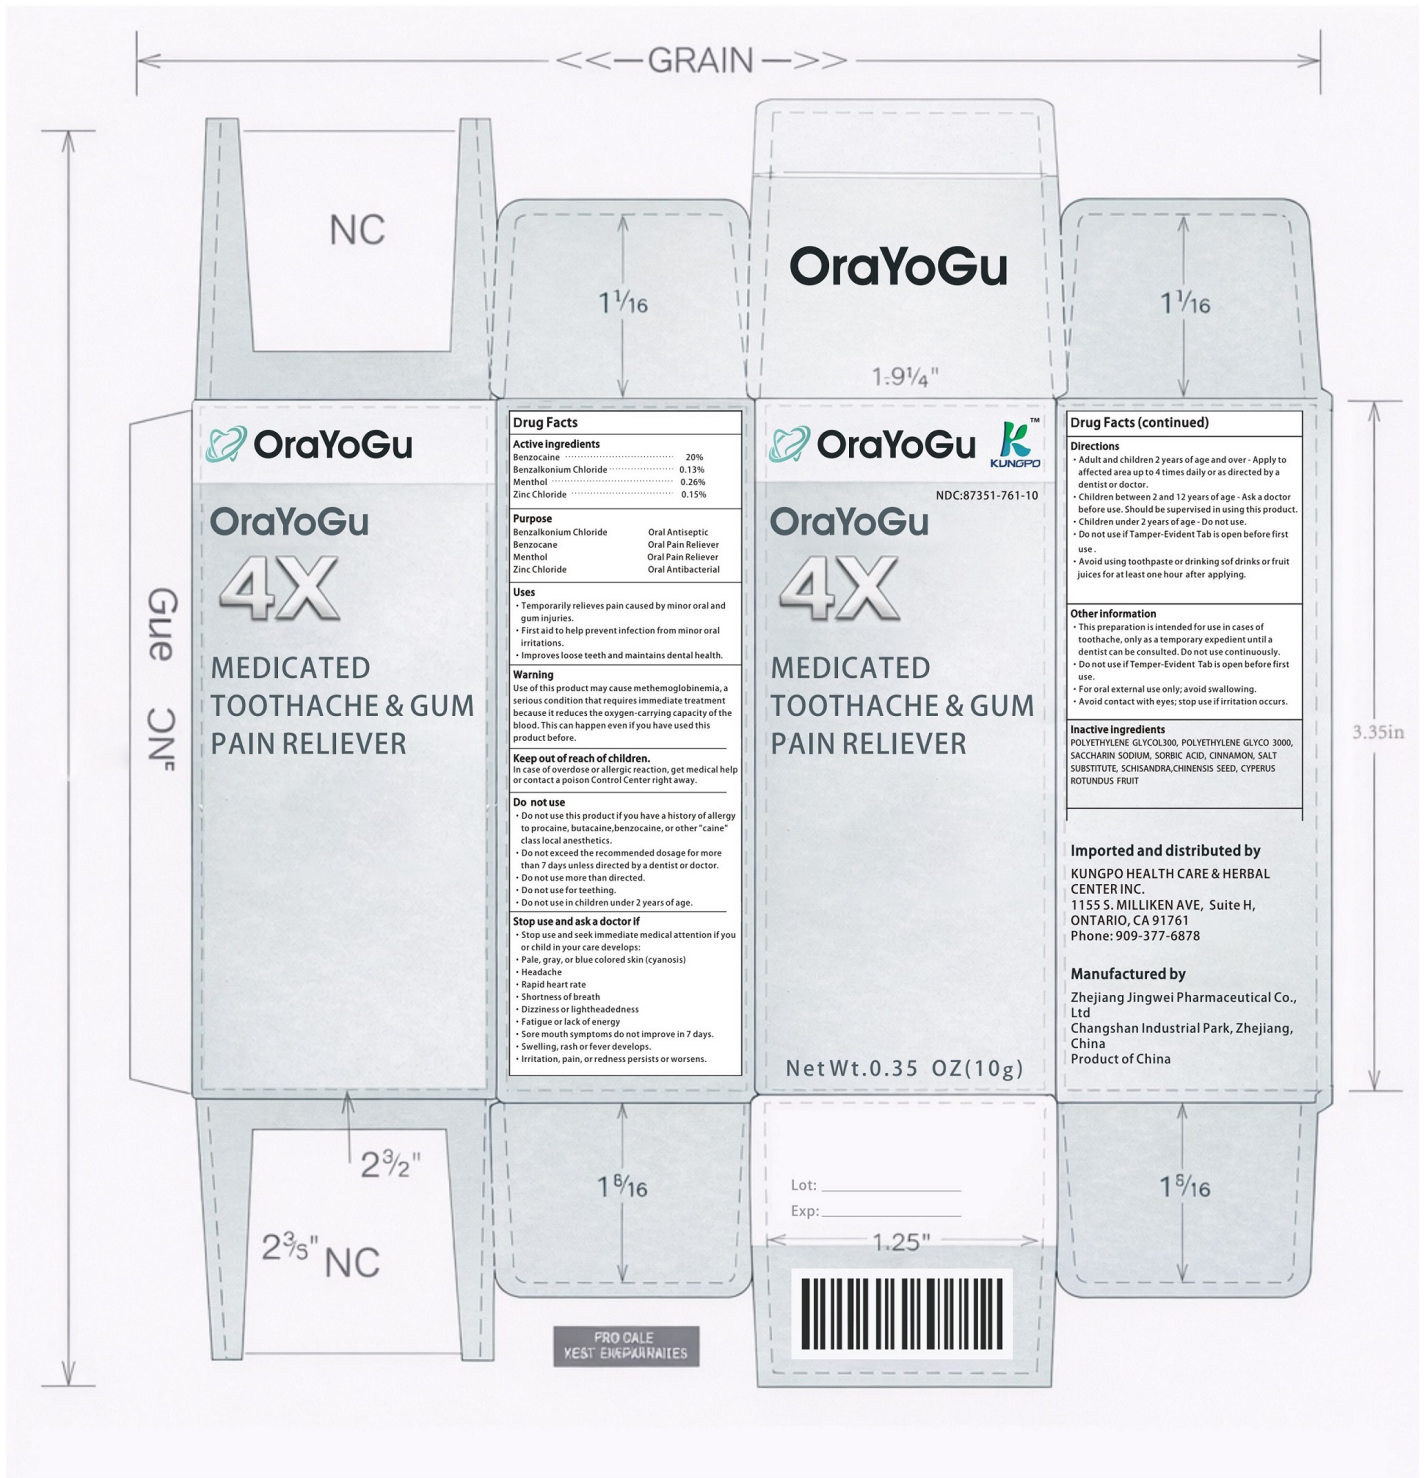 <<—GRAIN—>>
NC
1 1/16
OraYoGu
1-9 1/4"
1 1/16
Gue
CNF
OraYoGu
OraYoGu
4X
MEDICATED
TOOTHACHE & GUM
PAIN RELIEVER
Drug Facts
Active ingredients
Benzocaine 20%
Benzalkonium Chloride 0.13%
Menthol 0.26%
Zinc Chloride 0.15%
Purpose
Benzalkonium Chloride Oral Antiseptic
Benzocane Oral Pain Reliever
Menthol Oral Pain Reliever
Zinc Chloride Oral Antibacterial
Uses
• Temporarily relieves pain caused by minor oral and
gum injuries.
• First aid to help prevent infection from minor oral
irritations.
• Improves loose teeth and maintains dental health.
Warning
Use of this product may cause methemoglobinemia, a
serious condition that requires immediate treatment
because it reduces the oxygen-carrying capacity of the
blood. This can happen even if you have used this
product before.
Keep out of reach of children.
In case of overdose or allergic reaction, get medical help
or contact a poison Control Center right away.
Do not use
• Do not use this product if you have a history of allergy
to procaine, butacaine,benzocaine, or other "caine"
class local anesthetics.
• Do not exceed the recommended dosage for more
than 7 days unless directed by a dentist or doctor.
• Do not use more than directed.
• Do not use for teething.
• Do not use in children under 2 years of age.
Stop use and ask a doctor if
• Stop use and seek immediate medical attention if you
or child in your care develops:
• Pale, gray, or blue colored skin (cyanosis)
• Headache
• Rapid heart rate
• Shortness of breath
• Dizziness or lightheadedness
• Fatigue or lack of energy
• Sore mouth symptoms do not improve in 7 days.
• Swelling, rash or fever develops.
• Irritation, pain, or redness persists or worsens.
OraYoGu
KUNGPO
™
NDC:87351-761-10
OraYoGu
4X
MEDICATED
TOOTHACHE & GUM
PAIN RELIEVER
NetWt.0.35 OZ(10g)
Drug Facts (continued)
Directions
• Adult and children 2 years of age and over - Apply to
affected area up to 4 times daily or as directed by a
dentist or doctor.
• Children between 2 and 12 years of age - Ask a doctor
before use. Should be supervised in using this product.
• Children under 2 years of age - Do not use.
• Do not use if Tamper-Evident Tab is open before first
use .
• Avoid using toothpaste or drinking sof drinks or fruit
juices for at least one hour after applying.
Other information
• This preparation is intended for use in cases of
toothache, only as a temporary expedient until a
dentist can be consulted. Do not use continuously.
• Do not use if Temper-Evident Tab is open before first
use.
• For oral external use only; avoid swallowing.
• Avoid contact with eyes; stop use if irritation occurs.
Inactive ingredients
POLYETHYLENE GLYCOL300, POLYETHYLENE GLYCO 3000,
SACCHARIN SODIUM, SORBIC ACID, CINNAMON, SALT
SUBSTITUTE, SCHISANDRA,CHINENSIS SEED, CYPERUS
ROTUNDUS FRUIT
Imported and distributed by
KUNGPO HEALTH CARE & HERBAL
CENTER INC.
1155 S. MILLIKEN AVE, Suite H,
ONTARIO, CA 91761
Phone: 909-377-6878
Manufactured by
Zhejiang Jingwei Pharmaceutical Co.,
Ltd
Changshan Industrial Park, Zhejiang,
China
Product of China
3.35in
2 3/2"
2 3/s"
NC
1 8/16
Lot:
Exp:
1.25"
PRO CALE